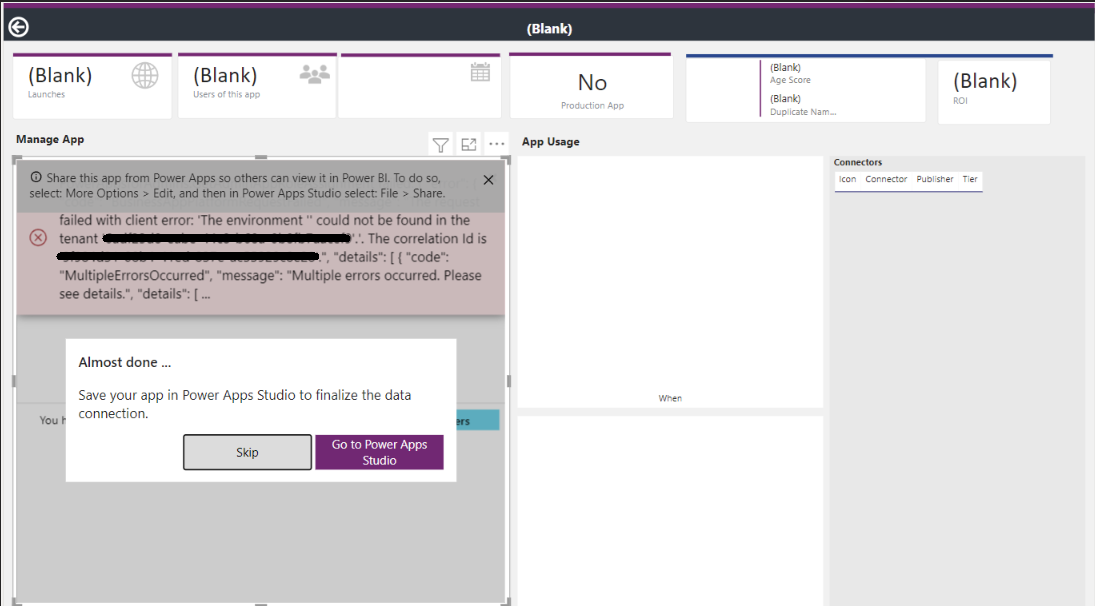 (Blank)
(Blank)
Launches
(Blank)
Users of this app
No
Production App
(Blank)
Age Score
(Blank)
Duplicate Nam...
(Blank)
ROI
Manage App
App Usage
Share this app from Power Apps so others can view it in Power BI. To do so,
select: More Options > Edit, and then in Power Apps Studio select: File > Share.
failed with client error: 'The environment '' could not be found in the
tenant '.'. The correlation Id is
.", "details": [ { "code":
"MultipleErrorsOccurred", "message": "Multiple errors occurred. Please
see details.", "details": [ ...
Almost done ...
Save your app in Power Apps Studio to finalize the data
connection.
You h
ers
Skip
Go to Power Apps
Studio
When
Connectors
Icon Connector Publisher Tier